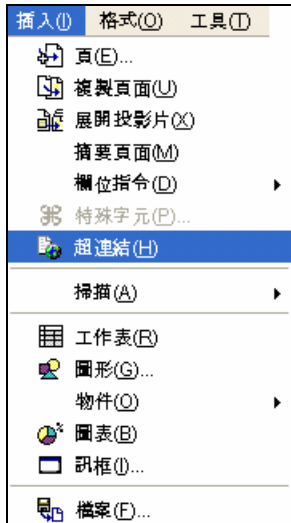 插入(I) 格式(O) 工具(T)
頁(E)...
複製頁面(U)
展開投影片(X)
摘要頁面(M)
欄位指令(D)
特殊字元(P)...
超連結(H)
掃描(A)
工作表(R)
圖形(G)...
物件(O)
圖表(B)
訊框(I)...
檔案(F)...